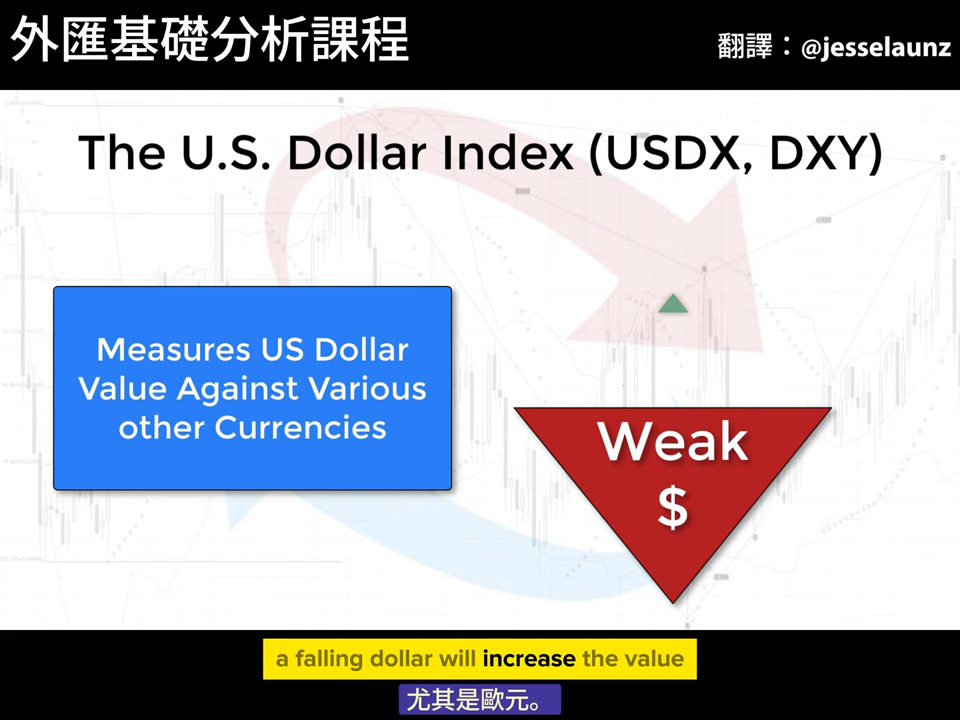 外匯基礎分析課程
翻譯：@jesselaunz
The U.S. Dollar Index (USDX, DXY)
Measures US Dollar
Value Against Various
other Currencies
Weak
$
a falling dollar will increase the value
尤其是歐元。